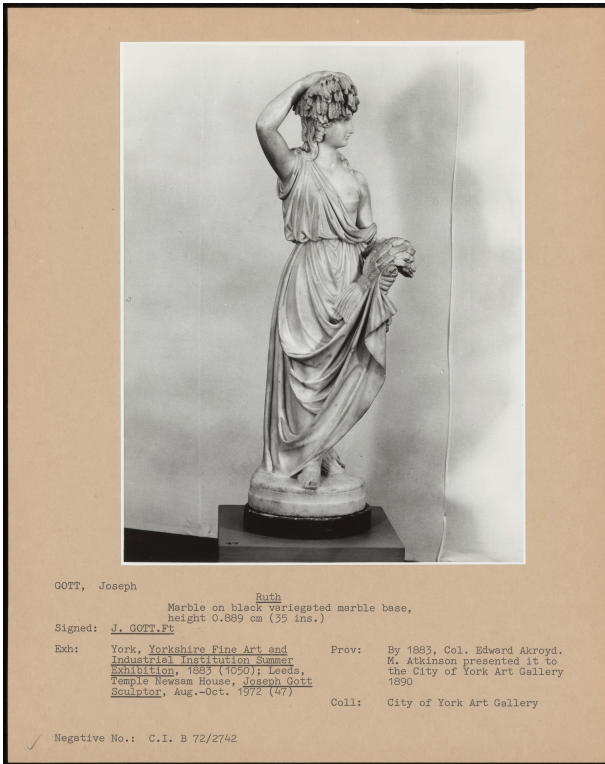 GOTT, Joseph
Ruth
Marble on black variegated marble base,
height 0.889 cm (35 ins.)
Signed: J. GOTT.Ft
Exh: York, Yorkshire Fine Art and
Industrial Institution Summer
Exhibition, 1883 (1050); Leeds,
Temple Newsam House, Joseph Gott
Sculptor, Aug.-Oct. 1972 (47)
Prov: By 1883, Col. Edward Akroyd.
M. Atkinson presented it to
the City of York Art Gallery
1890
Coll: City of York Art Gallery
Negative No.: C.I. B 72/2742